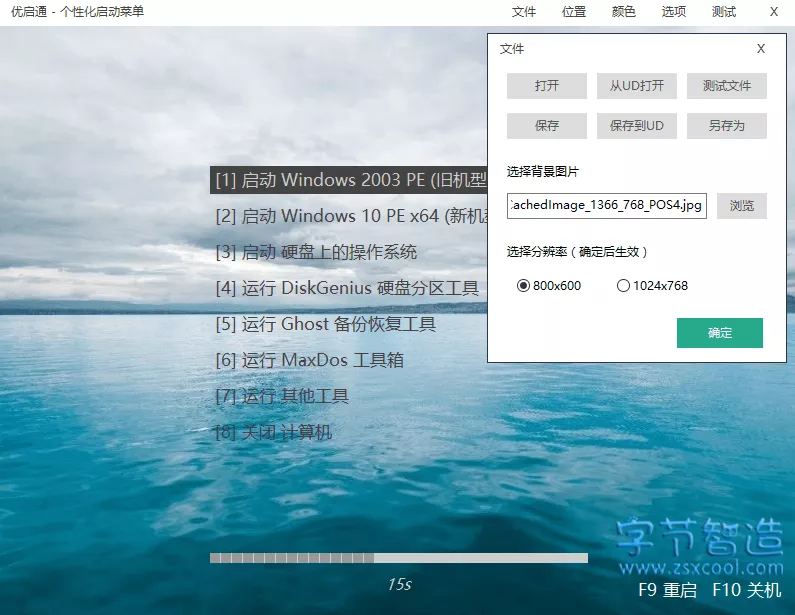 优启通 - 个性化启动菜单 文件 位置 颜色 选项 测试 X
文件 X
打开 从UD打开 测试文件
保存 保存到UD 另存为
选择背景图片
CachedImage_1366_768_POS4.jpg 浏览
选择分辨率（确定后生效）
800x600 1024x768
确定
[1] 启动 Windows 2003 PE (旧机型
[2] 启动 Windows 10 PE x64 (新机型
[3] 启动 硬盘上的操作系统
[4] 运行 DiskGenius 硬盘分区工具
[5] 运行 Ghost 备份恢复工具
[6] 运行 MaxDos 工具箱
[7] 运行 其他工具
[8] 关闭 计算机
15s
字节智造
www.zsxcool.com
F9 重启 F10 关机